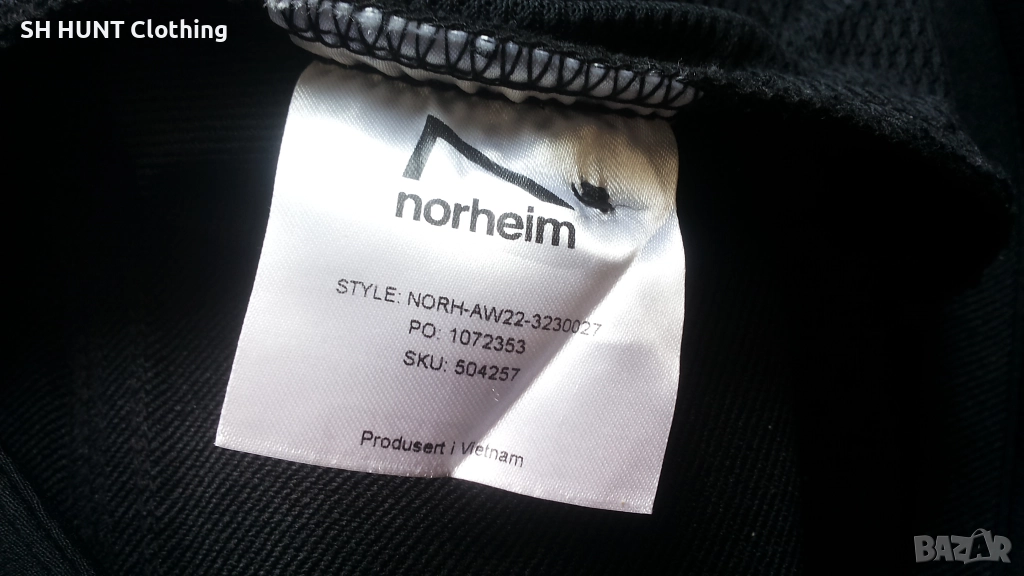 SH HUNT Clothing
norheim
STYLE: NORH-AW22-3230027
PO: 1072353
SKU: 504257
Produsert i Vietnam
BAZAR